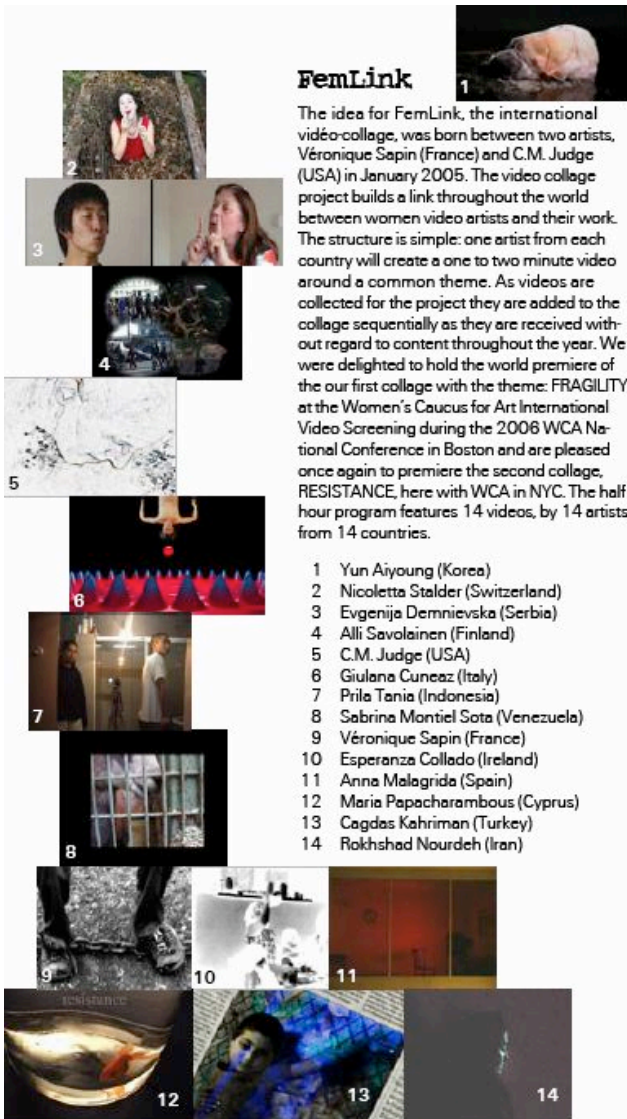 FemLink
1
The idea for FemLink, the international
vidéo-collage, was born between two artists,
Véronique Sapin (France) and C.M. Judge
(USA) in January 2005. The video collage
project builds a link throughout the world
between women video artists and their work.
The structure is simple: one artist from each
country will create a one to two minute video
around a common theme. As videos are
collected for the project they are added to the
collage sequentially as they are received with-
out regard to content throughout the year. We
were delighted to hold the world premiere of
the our first collage with the theme: FRAGILITY
at the Women's Caucus for Art International
Video Screening during the 2006 WCA Na-
tional Conference in Boston and are pleased
once again to premiere the second collage,
RESISTANCE, here with WCA in NYC. The half
hour program features 14 videos, by 14 artists
from 14 countries.
1 Yun Aiyoung (Korea)
2 Nicoletta Stalder (Switzerland)
3 Evgenija Demnievska (Serbia)
4 Alli Savolainen (Finland)
5 C.M. Judge (USA)
6 Giulana Cuneaz (Italy)
7 Prila Tania (Indonesia)
8 Sabrina Montiel Sota (Venezuela)
9 Véronique Sapin (France)
10 Esperanza Collado (Ireland)
11 Anna Malagrida (Spain)
12 Maria Papacharambous (Cyprus)
13 Cagdas Kahriman (Turkey)
14 Rokhshad Nourdeh (Iran)
2
3
4
5
6
7
8
9
10
11
resistance
12
13
14